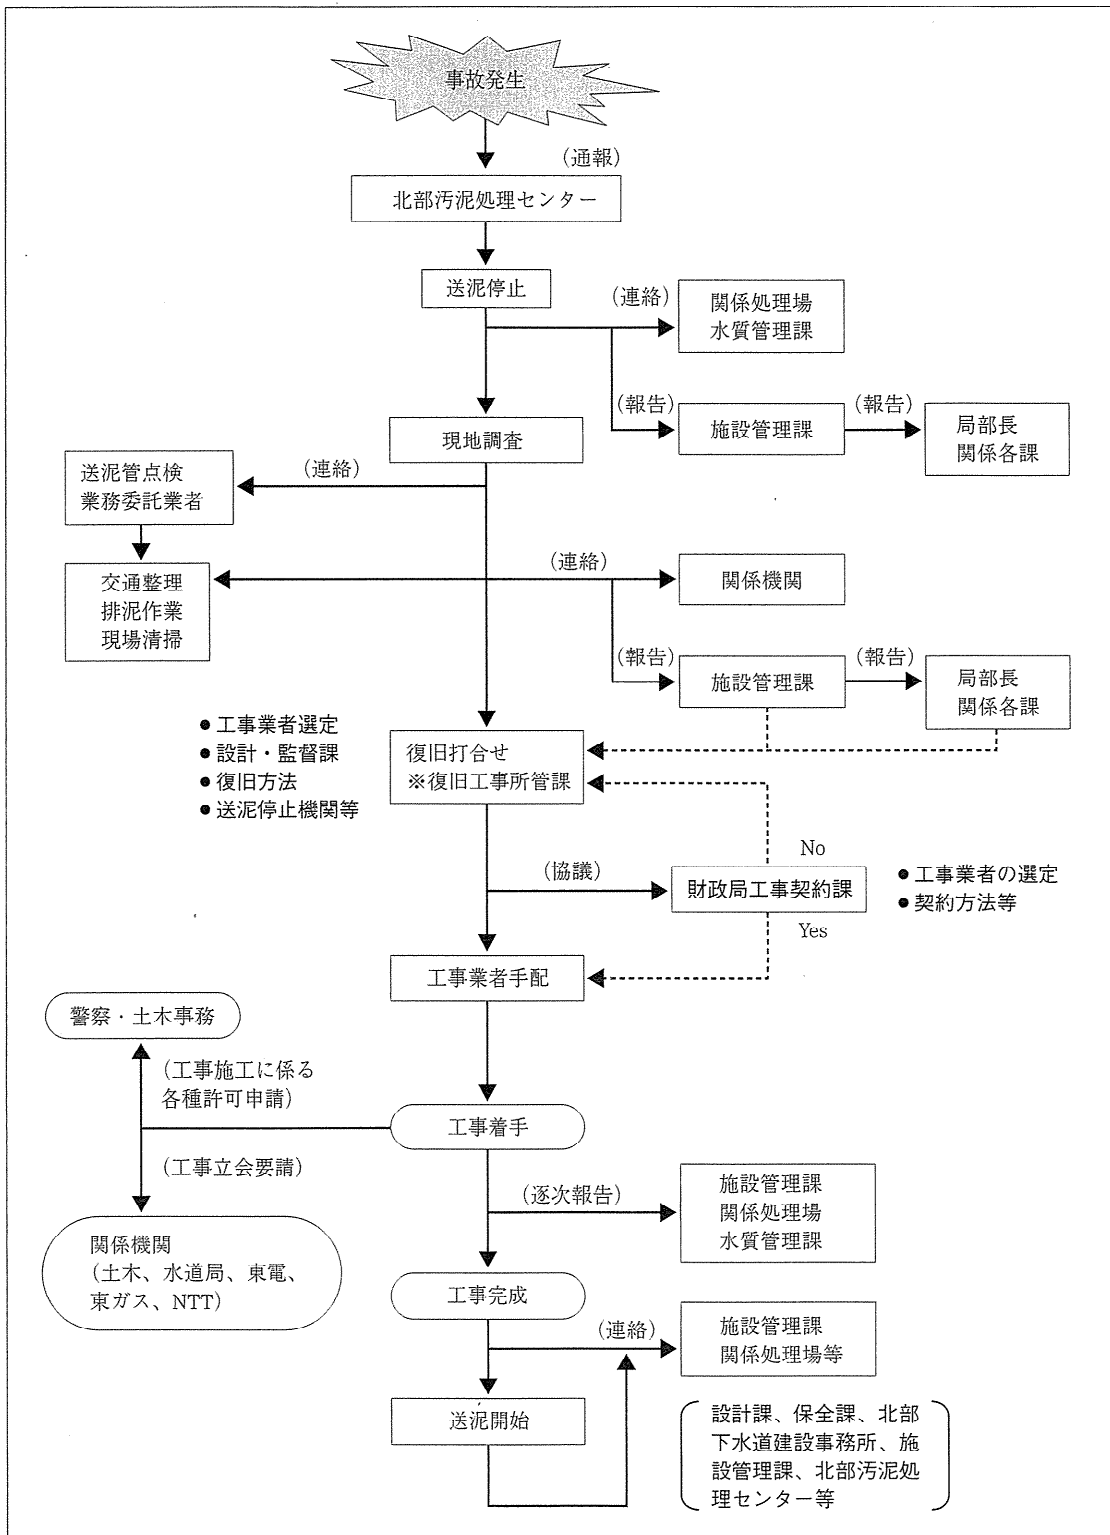 事故発生
(通報)
北部汚泥処理センター
送泥停止
(連絡)
関係処理場
水質管理課
(報告)
施設管理課
(報告)
局部長
関係各課
現地調査
(連絡)
送泥管点検
業務委託業者
交通整理
排泥作業
現場清掃
(連絡)
関係機関
(報告)
施設管理課
(報告)
局部長
関係各課
●工事業者選定
●設計・監督課
●復旧方法
●送泥停止機関等
復旧打合せ
※復旧工事所管課
No
(協議)
財政局工事契約課
●工事業者の選定
●契約方法等
Yes
工事業者手配
警察・土木事務
(工事施工に係る
各種許可申請)
工事着手
(工事立会要請)
関係機関
(土木、水道局、東電、
東ガス、NTT)
(逐次報告)
施設管理課
関係処理場
水質管理課
工事完成
(連絡)
施設管理課
関係処理場等
送泥開始
設計課、保全課、北部
下水道建設事務所、施
設管理課、北部汚泥処
理センター等